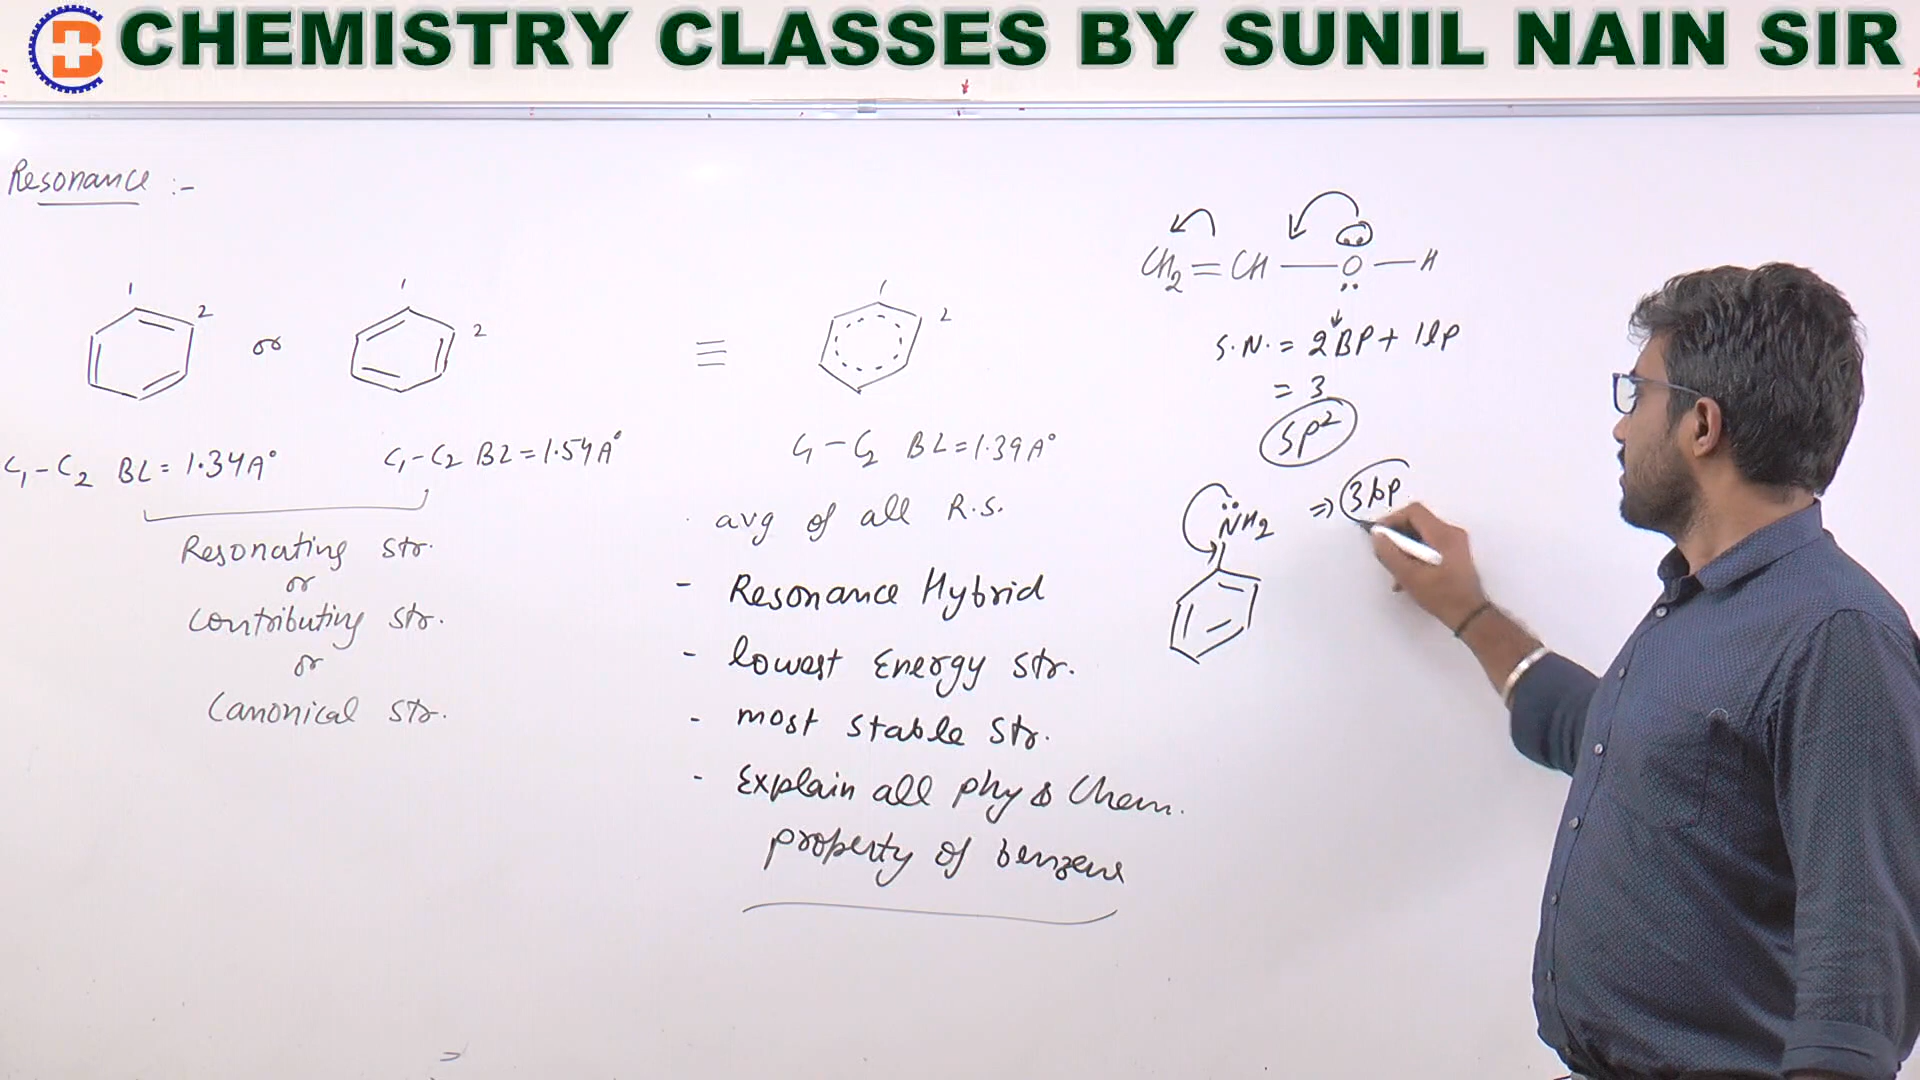 B CHEMISTRY CLASSES BY SUNIL NAIN SIR
Resonance :-
1
2
or
1
2
≡
1
2
C₁-C₂ BL = 1.34A°
C₁-C₂ BL = 1.54A°
C₁-C₂ BL = 1.39A°
Resonating str.
or
Contributing str.
or
Canonical str.
avg of all R.S.
- Resonance Hybrid
- lowest Energy str.
- most stable str.
- Explain all phy & Chem.
property of benzene
CH₂=CH—O—H
S.N. = 2BP + 1lP
= 3
SP²
NH₂ ⇒ 3bp